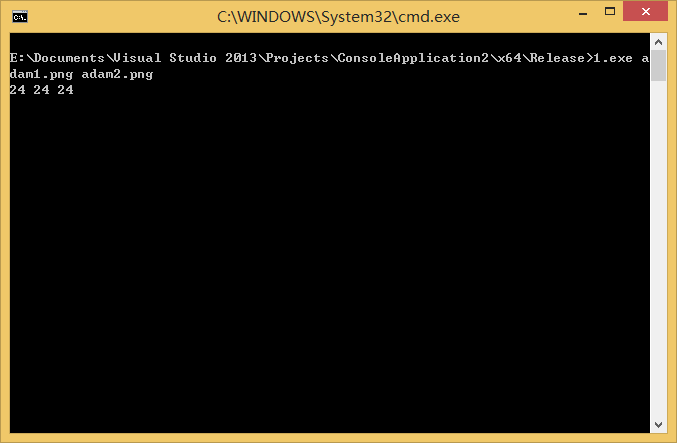 C:\WINDOWS\System32\cmd.exe
E:\Documents\Visual Studio 2013\Projects\ConsoleApplication2\x64\Release>1.exe a
dam1.png adam2.png
24 24 24